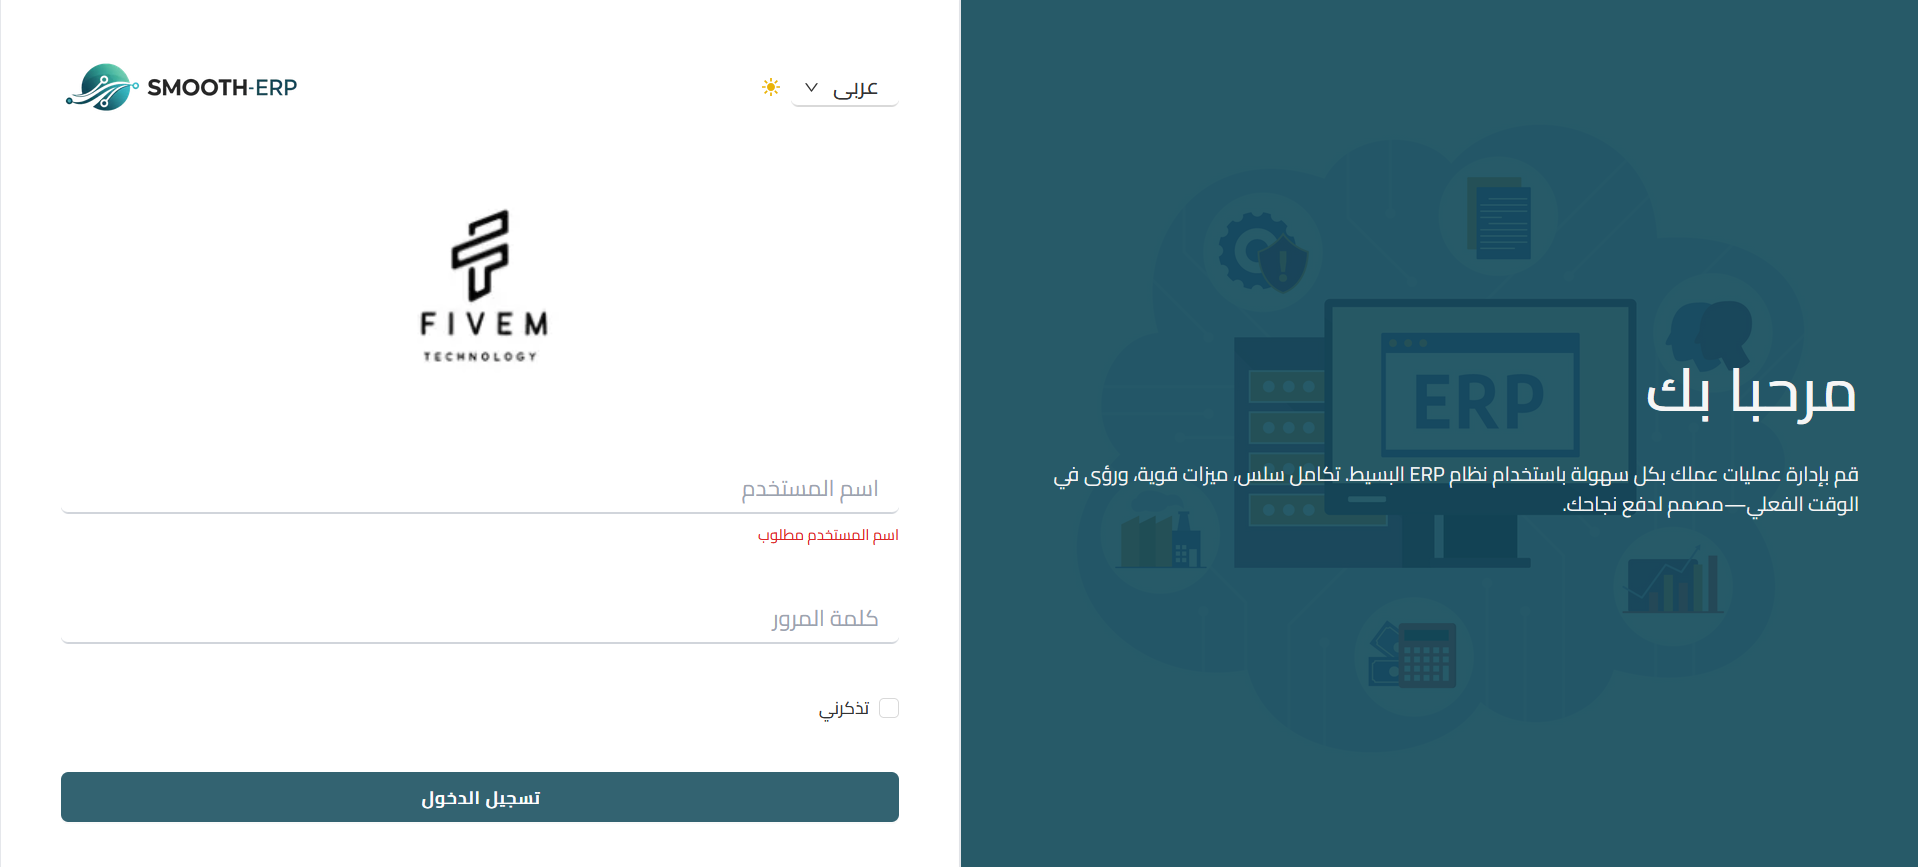 SMOOTH-ERP
عربى
FIVEM
TECHNOLOGY
اسم المستخدم
اسم المستخدم مطلوب
كلمة المرور
تذكرني
تسجيل الدخول
ERP
مرحبا بك
قم بإدارة عمليات عملك بكل سهولة باستخدام نظام ERP البسيط. تكامل سلس، ميزات قوية، ورؤى في
الوقت الفعلي—مصمم لدفع نجاحك.